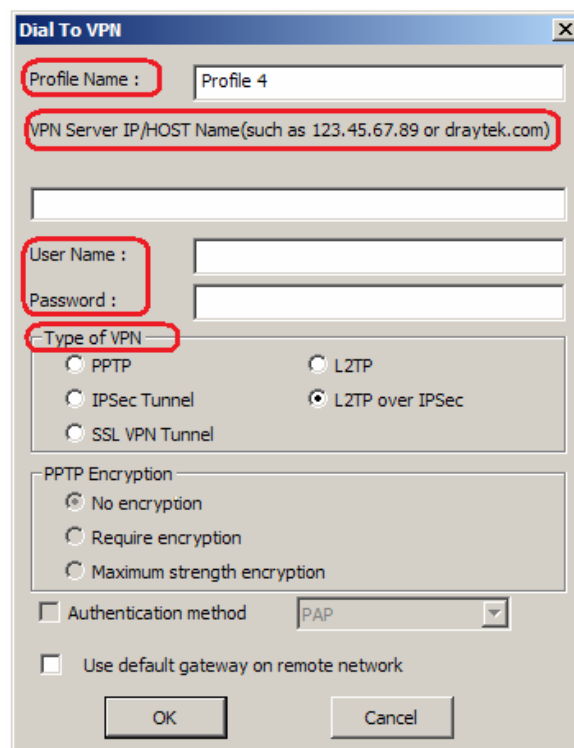 Dial To VPN
Profile Name : Profile 4
VPN Server IP/HOST Name(such as 123.45.67.89 or draytek.com)
User Name :
Password :
Type of VPN
PPTP L2TP
IPSec Tunnel L2TP over IPSec
SSL VPN Tunnel
PPTP Encryption
No encryption
Require encryption
Maximum strength encryption
Authentication method PAP
Use default gateway on remote network
OK Cancel